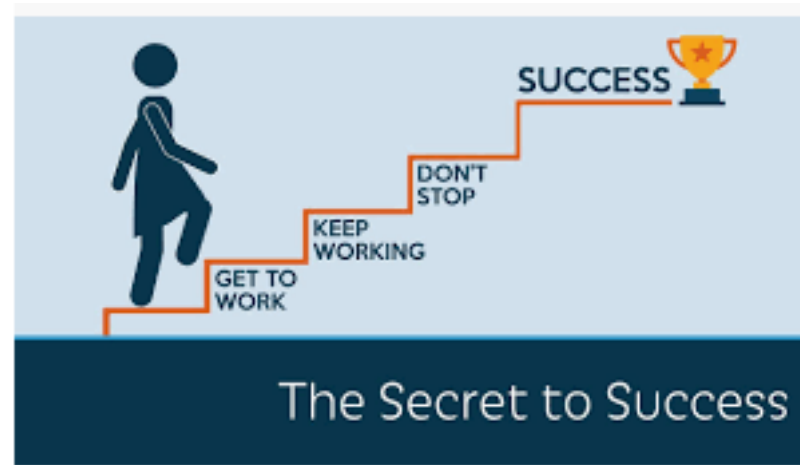 SUCCESS
DON'T
STOP
KEEP
WORKING
GET TO
WORK
The Secret to Success